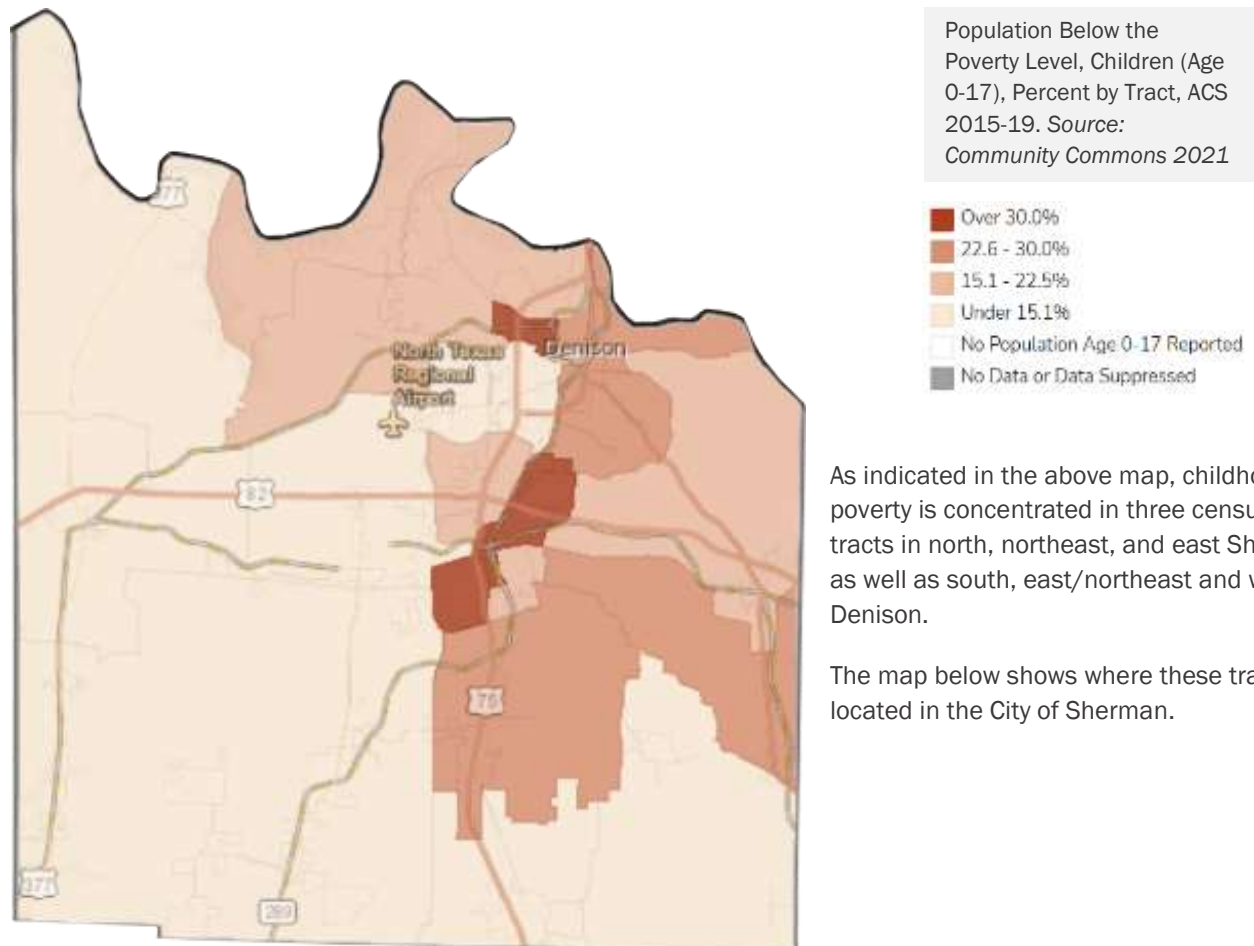 Population Below the
Poverty Level, Children (Age
0-17), Percent by Tract, ACS
2015-19. Source:
Community Commons 2021
Over 30.0%
22.6 - 30.0%
15.1 - 22.5%
Under 15.1%
No Population Age 0-17 Reported
No Data or Data Suppressed
377
Denison
North Texas
Regional
Airport
82
75
377
289
As indicated in the above map, childho
poverty is concentrated in three censu
tracts in north, northeast, and east Sh
as well as south, east/northeast and w
Denison.
The map below shows where these tra
located in the City of Sherman.